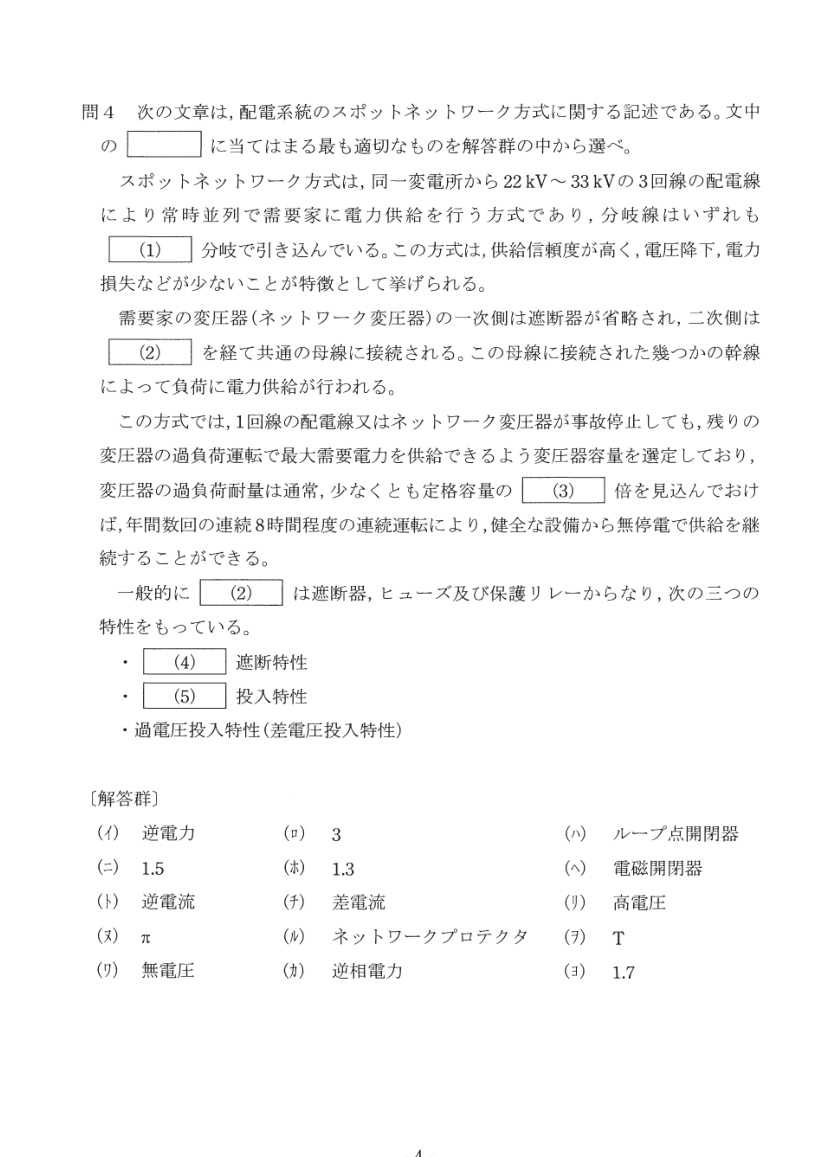 問４　次の文章は，配電系統のスポットネットワーク方式に関する記述である。文中
の　　　　に当てはまる最も適切なものを解答群の中から選べ。
スポットネットワーク方式は，同一変電所から 22 kV～33 kVの３回線の配電線
により常時並列で需要家に電力供給を行う方式であり，分岐線はいずれも
(1) 分岐で引き込んでいる。この方式は，供給信頼度が高く，電圧降下，電力
損失などが少ないことが特徴として挙げられる。
需要家の変圧器(ネットワーク変圧器)の一次側は遮断器が省略され，二次側は
(2) を経て共通の母線に接続される。この母線に接続された幾つかの幹線
によって負荷に電力供給が行われる。
この方式では，1回線の配電線又はネットワーク変圧器が事故停止しても，残りの
変圧器の過負荷運転で最大需要電力を供給できるよう変圧器容量を選定しており，
変圧器の過負荷耐量は通常，少なくとも定格容量の (3) 倍を見込んでおけ
ば，年間数回の連続8時間程度の連続運転により，健全な設備から無停電で供給を継
続することができる。
一般的に (2) は遮断器，ヒューズ及び保護リレーからなり，次の三つの
特性をもっている。
・ (4) 遮断特性
・ (5) 投入特性
・過電圧投入特性(差電圧投入特性)
〔解答群〕
(ｲ) 逆電力 (ﾛ) 3 (ﾊ) ループ点開閉器
(ﾆ) 1.5 (ﾎ) 1.3 (ﾍ) 電磁開閉器
(ﾄ) 逆電流 (ﾁ) 差電流 (ﾘ) 高電圧
(ﾇ) π (ﾙ) ネットワークプロテクタ (ｦ) T
(ﾜ) 無電圧 (ｶ) 逆相電力 (ﾖ) 1.7